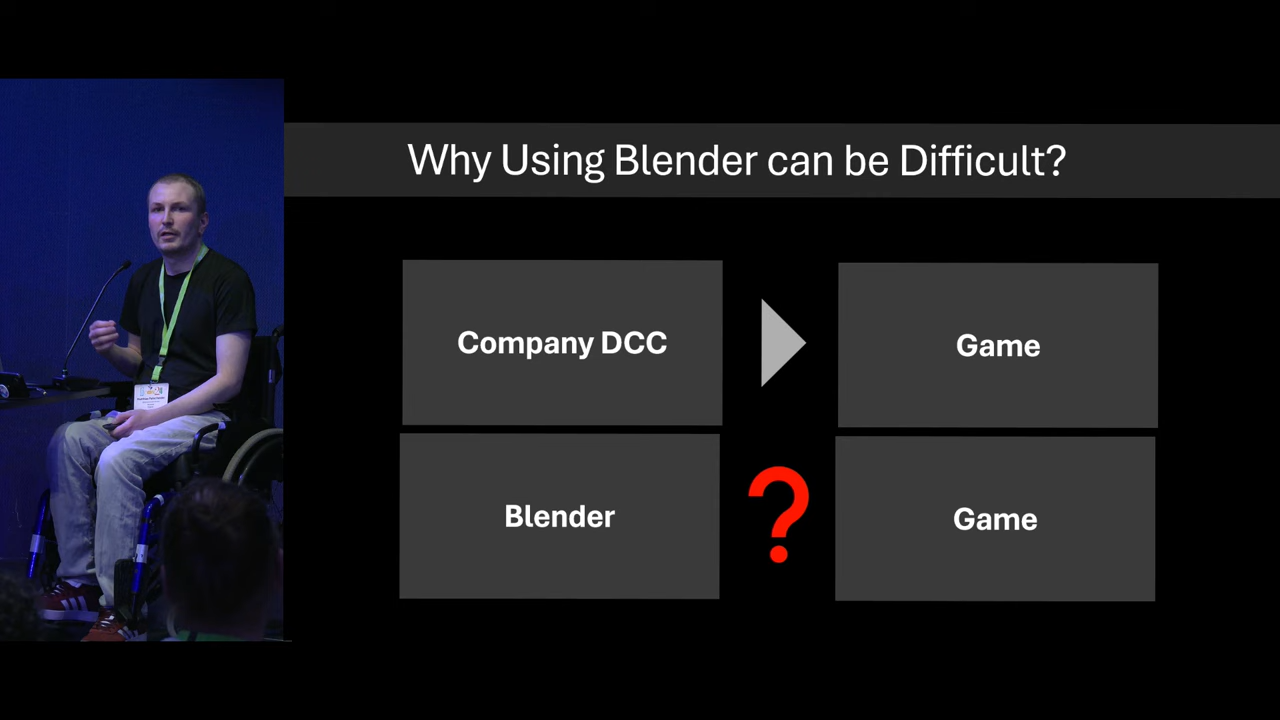 Why Using Blender can be Difficult?
Company DCC
Game
Blender
?
Game